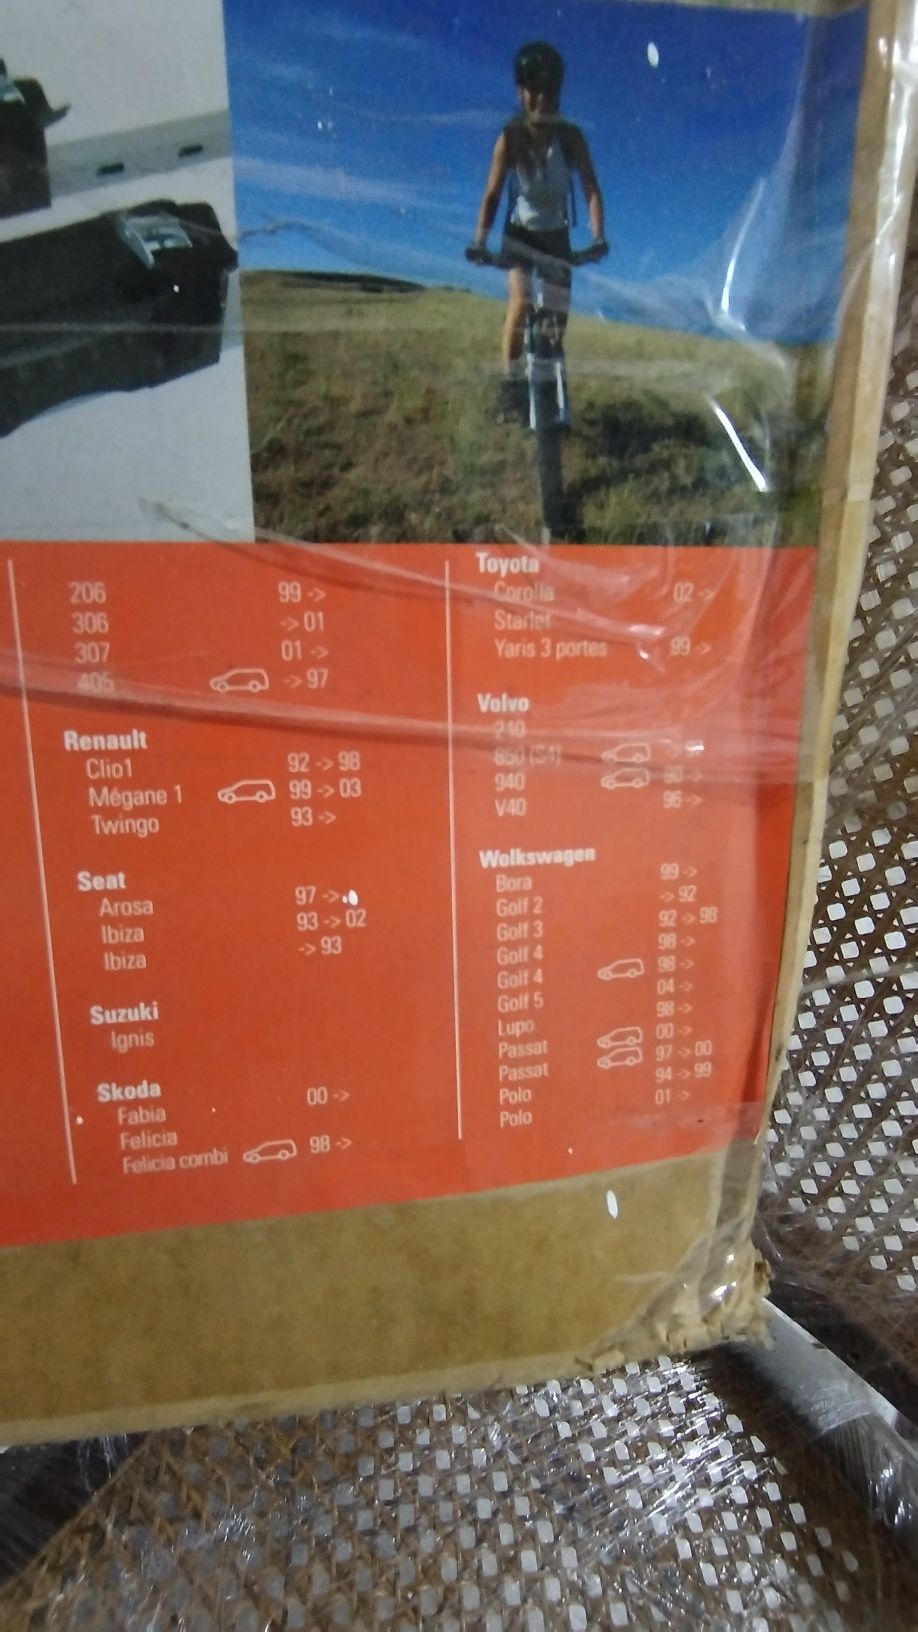 206 99 ->
306 -> 01
307 01 ->
405 -> 97
Renault
Clio1 92 -> 98
Mégane 1 99 -> 03
Twingo 93 ->
Seat
Arosa 97 ->
Ibiza 93 -> 02
Ibiza -> 93
Suzuki
Ignis
Skoda
Fabia 00 ->
Felicia
Felicia combi 98 ->
Toyota
Corolla 02 ->
Starlet
Yaris 3 portes 99 ->
Volvo
240
850 ->
940 90 ->
V40 96 ->
Wolkswagen
Bora 99 ->
Golf 2 -> 92
Golf 3 92 -> 98
Golf 4 98 ->
Golf 4 98 ->
Golf 5 04 ->
Lupo 98 ->
Passat 00 ->
Passat 97 -> 00
Polo 94 -> 99
Polo 01 ->